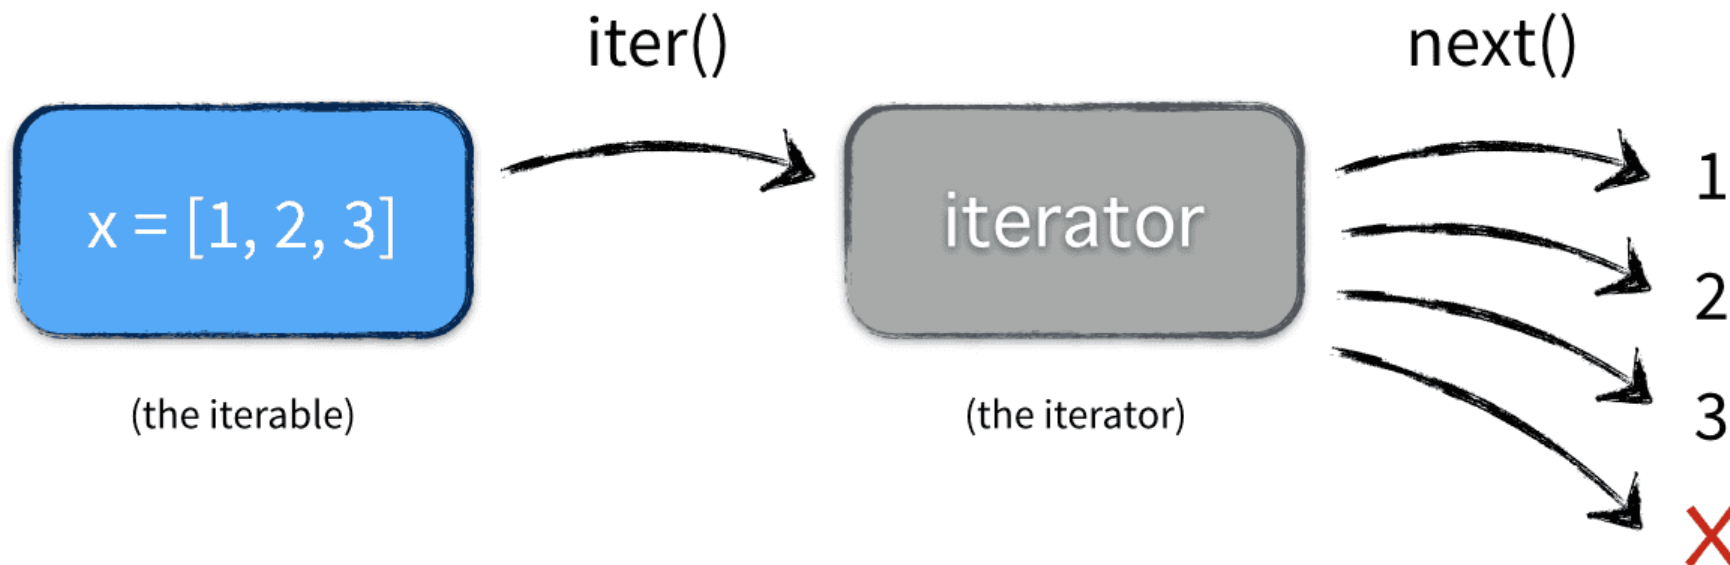 iter()
next()
x = [1, 2, 3]
iterator
1
2
3
X
(the iterable)
(the iterator)